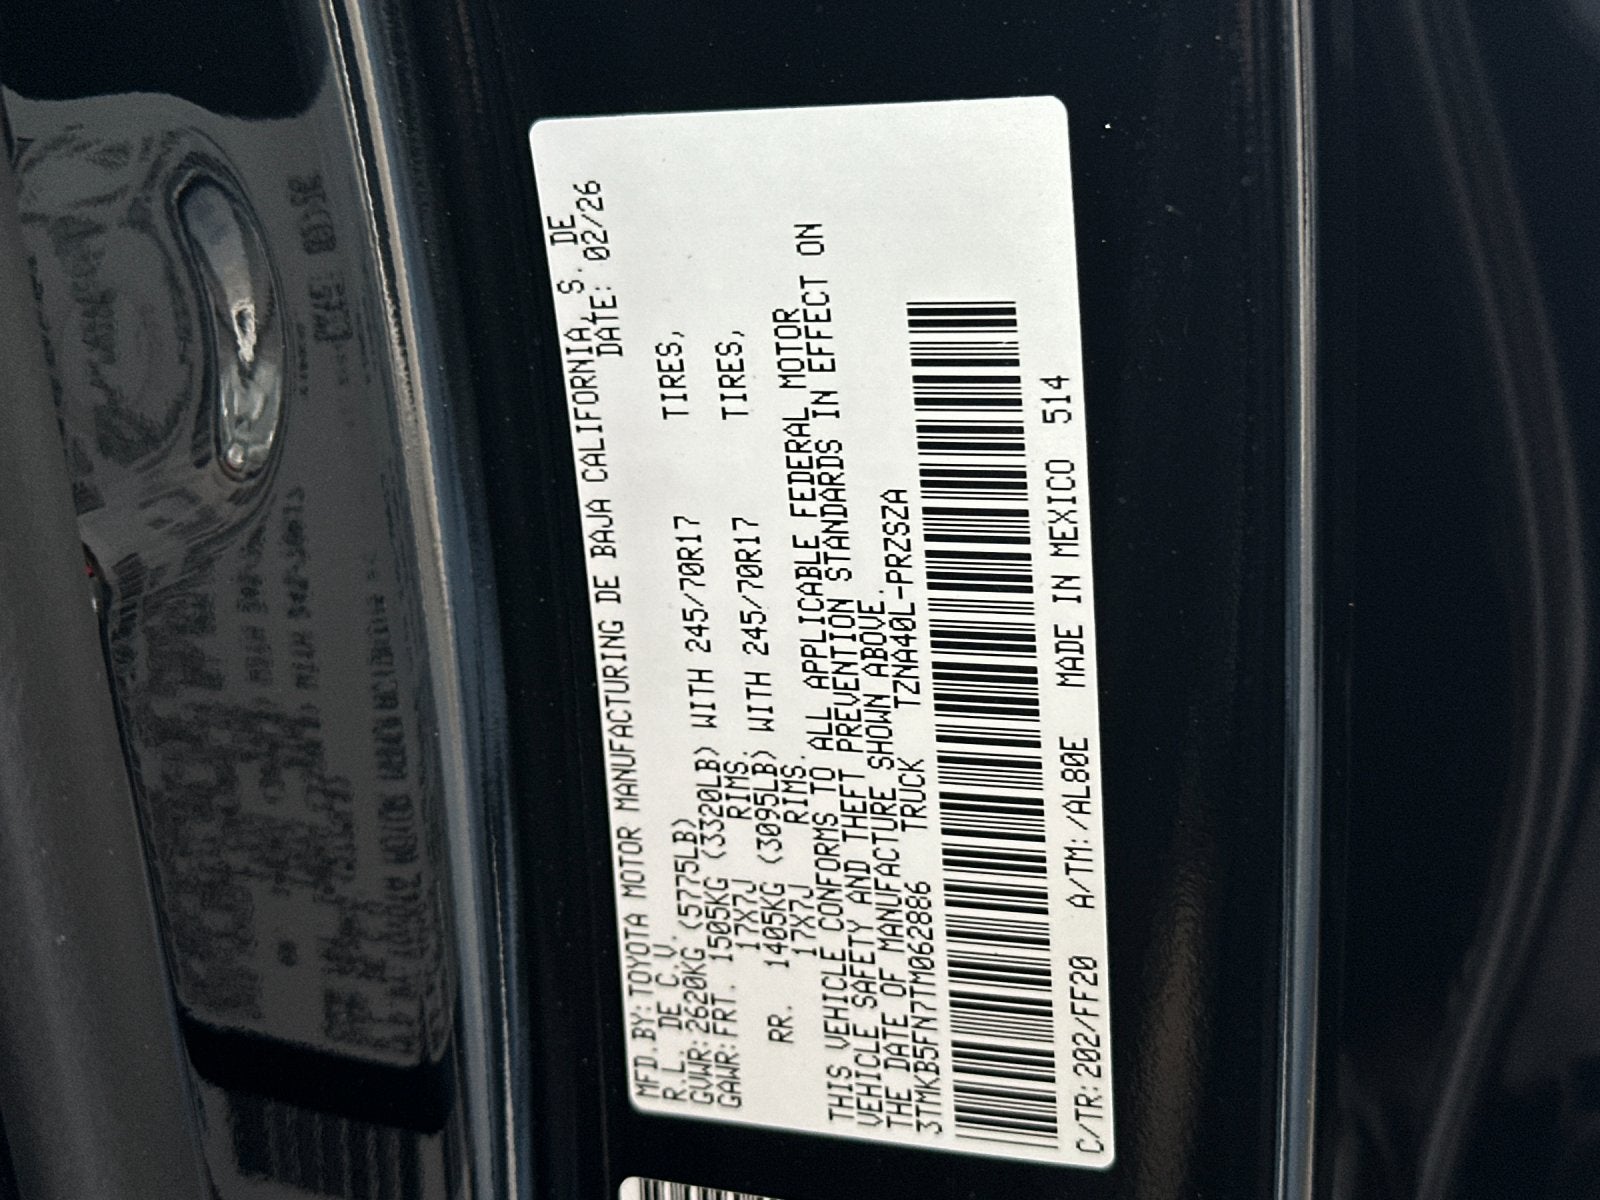 MFD.BY:TOYOTA MOTOR MANUFACTURING DE BAJA CALIFORNIA, S. DE
R.L. DE C.V. DATE: 02/26
GVWR:2620KG (5775LB)
GAWR:FRT. 1505KG (3320LB) WITH 245/70R17 TIRES,
17X7J RIMS.
RR. 1405KG (3095LB) WITH 245/70R17 TIRES,
17X7J RIMS.
THIS VEHICLE CONFORMS TO ALL APPLICABLE FEDERAL MOTOR
VEHICLE SAFETY AND THEFT PREVENTION STANDARDS IN EFFECT ON
THE DATE OF MANUFACTURE SHOWN ABOVE.
3TMKB5FN7TM062886 TRUCK TZNA40L-PRZSZA
C/TR:202/FF20 A/TM:/AL80E MADE IN MEXICO 514